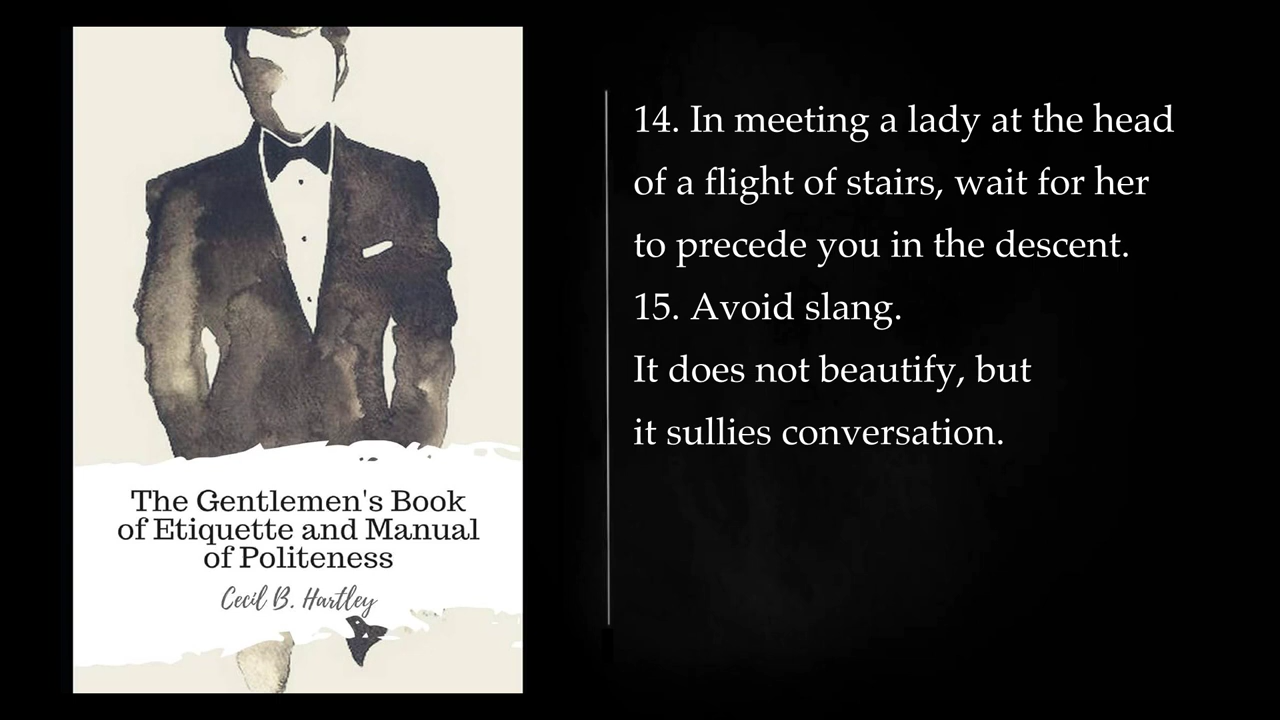 The Gentlemen's Book
of Etiquette and Manual
of Politeness
Cecil B. Hartley
14. In meeting a lady at the head
of a flight of stairs, wait for her
to precede you in the descent.
15. Avoid slang.
It does not beautify, but
it sullies conversation.